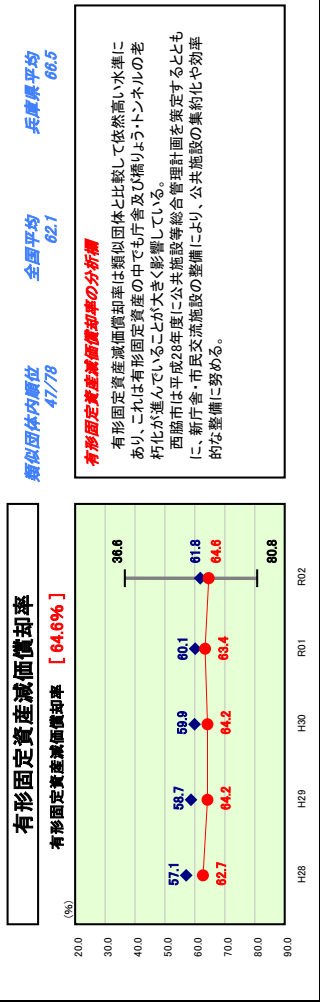 有形固定資産減価償却率
有形固定資産減価償却率 [ 64.6% ]
類似団体内順位
47/78
全国平均
62.1
兵庫県平均
66.5
(%)
20.0
30.0
40.0
50.0
60.0
70.0
80.0
90.0
57.1
58.7
59.9
60.1
61.8
62.7
64.2
64.2
63.4
64.6
36.6
80.8
H28
H29
H30
R01
R02
有形固定資産減価償却率の分析欄
有形固定資産減価償却率は類似団体と比較して依然高い水準に
あり、これは有形固定資産の中でも庁舎及び橋りょう・トンネルの老
朽化が進んでいることが大きく影響している。
西脇市は平成28年度に公共施設等総合管理計画を策定するととも
に、新庁舎・市民交流施設の整備により、公共施設の集約化や効率
的な整備に努める。